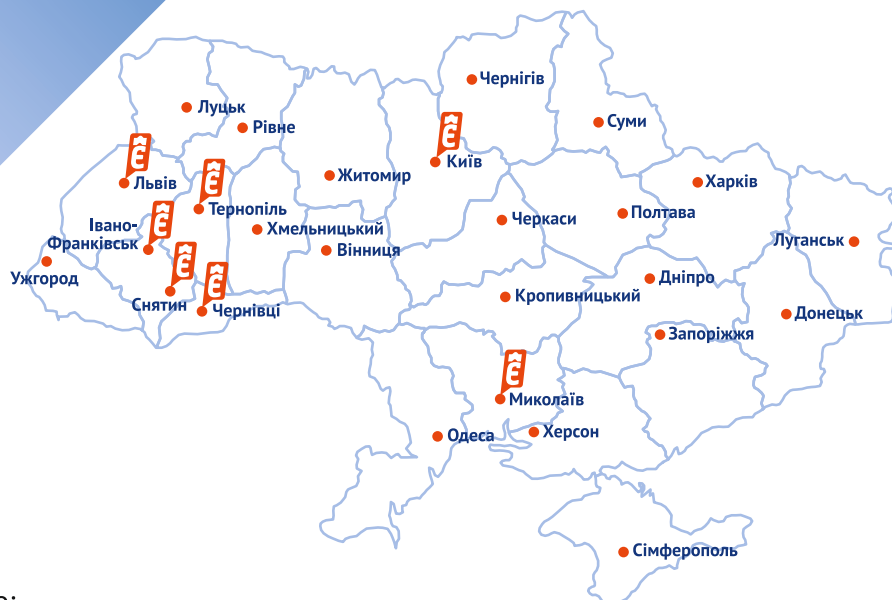 Чернігів
Луцьк
Суми
Рівне
Київ
Житомир
Львів
Харків
Тернопіль
Полтава
Черкаси
Івано-
Франківськ
Хмельницький
Луганськ
Вінниця
Ужгород
Дніпро
Снятин
Кропивницький
Чернівці
Донецьк
Запоріжжя
Миколаїв
Одеса
Херсон
Сімферополь
Є
Є
Є
Є
Є
Є
Є